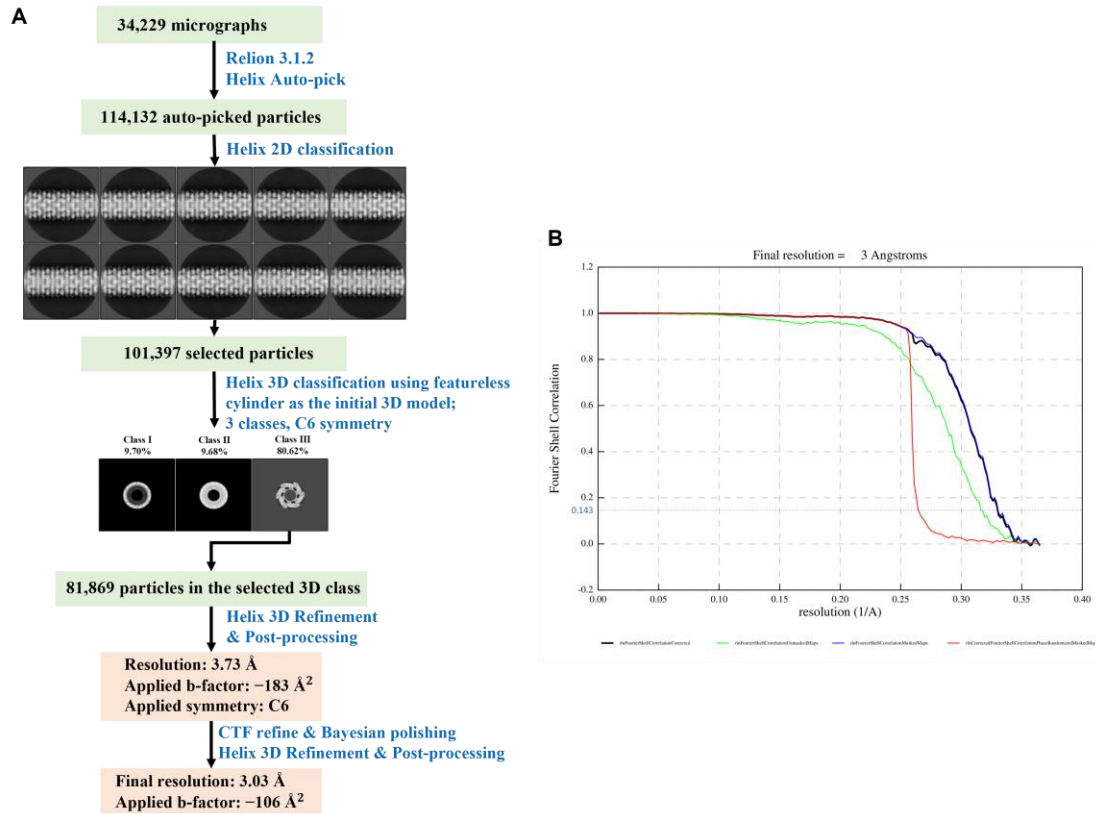 A
34,229 micrographs
Relion 3.1.2
Helix Auto-pick
114,132 auto-picked particles
Helix 2D classification
101,397 selected particles
Helix 3D classification using featureless
cylinder as the initial 3D model;
3 classes, C6 symmetry
Class I
9.70%
Class II
9.68%
Class III
80.62%
81,869 particles in the selected 3D class
Helix 3D Refinement
& Post-processing
Resolution: 3.73 Å
Applied b-factor: −183 Å²
Applied symmetry: C6
CTF refine & Bayesian polishing
Helix 3D Refinement & Post-processing
Final resolution: 3.03 Å
Applied b-factor: −106 Å²
B
Final resolution = 3 Angstroms
Fourier Shell Correlation
1.2
1.0
0.8
0.6
0.4
0.2
0.143
0.0
-0.2
0.00 0.05 0.10 0.15 0.20 0.25 0.30 0.35 0.40
resolution (1/A)
rlnFourierShellCorrelationCorrected rlnFourierShellCorrelationUnmaskedMaps rlnFourierShellCorrelationMaskedMaps rlnCorrectedFourierShellCorrelationPhaseRandomizedMaskedMaps